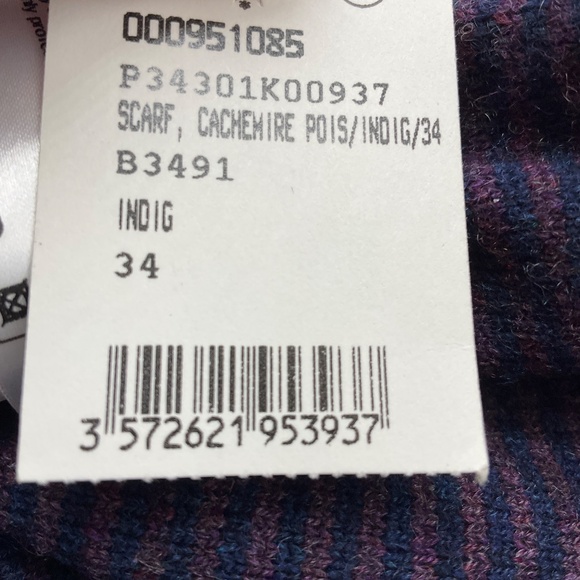 000951085
P34301K00937
SCARF, CACHEMIRE POIS/INDIG/34
B3491
INDIG
34
3 572621 953937